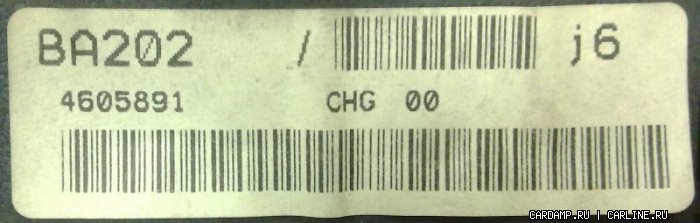 BA202 / j6
4605891 CHG 00
CARDAMP.RU | CARLINE.RU